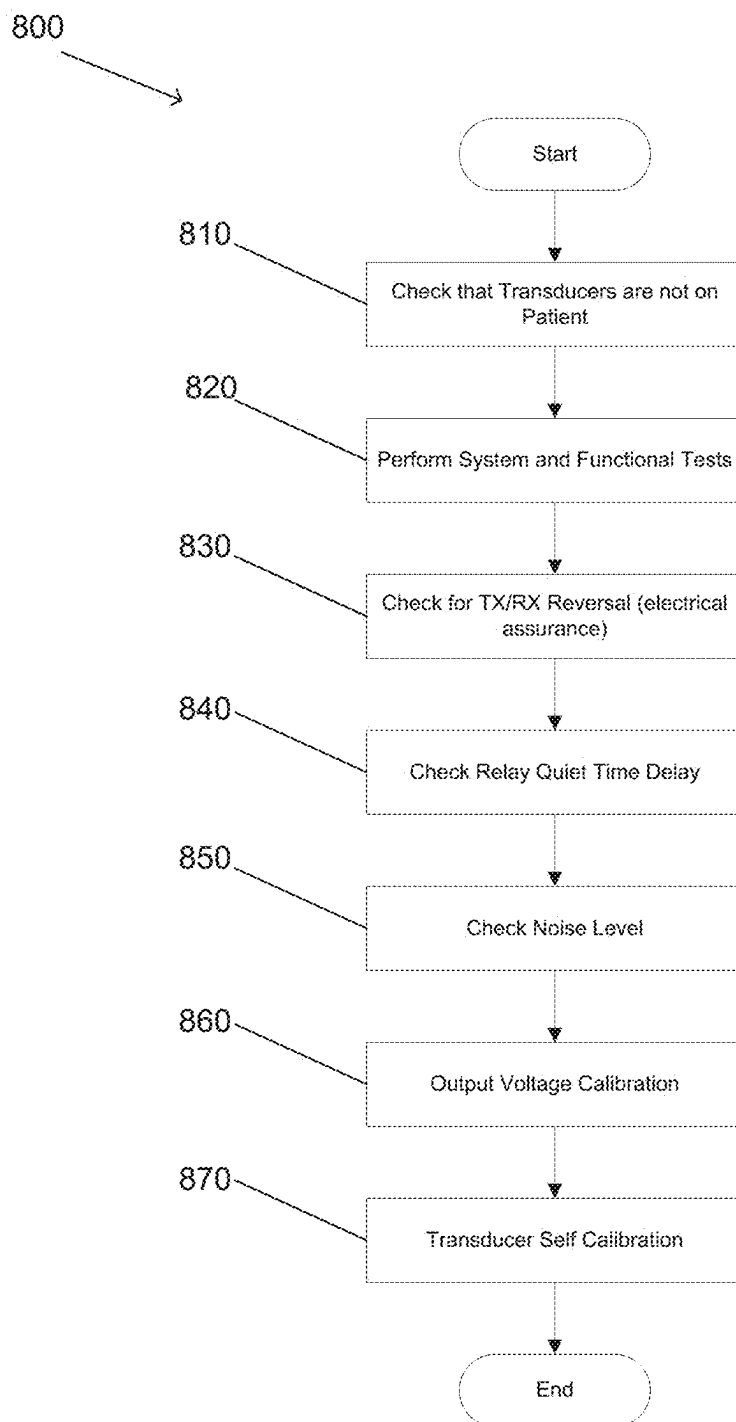 800
Start
810
Check that Transducers are not on
Patient
820
Perform System and Functional Tests
830
Check for TX/RX Reversal (electrical
assurance)
840
Check Relay Quiet Time Delay
850
Check Noise Level
860
Output Voltage Calibration
870
Transducer Self Calibration
End